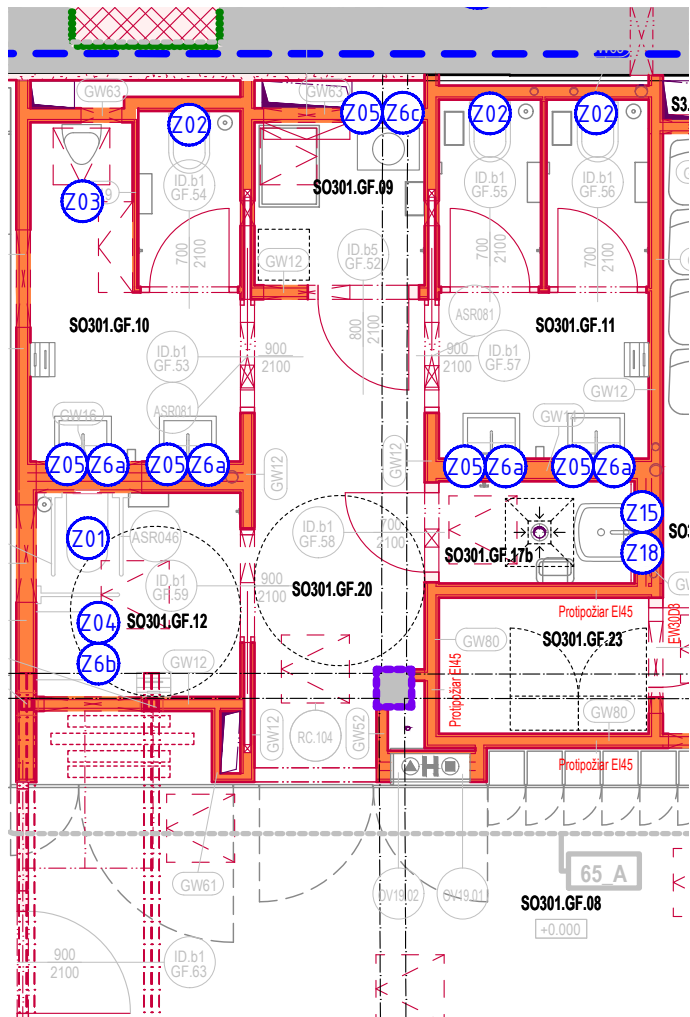 GW63
GW63
S3.
Z05
Z6c
Z02
Z02
Z02
ID.b1
GF.54
SO301.GF.09
ID.b1
GF.55
ID.b1
GF.56
Z03
700
2100
ID.b5
GF.52
GW12
700
2100
700
2100
SO301.GF.10
ASR081
SO301.GF.11
800
2100
ID.b1
GF.53
900
2100
900
2100
ID.b1
GF.57
ASR081
GW12
GW16
Z05
Z6a
Z05
Z6a
GW12
GW12
Z05
Z6a
Z05
Z6a
Z01
ASR046
ID.b1
GF.58
700
2100
Z15
Z18
SO301.GF.17b
ID.b1
GF.59
900
2100
SO301.GF.20
Z04
SO301.GF.12
Protipožiar EI45
SO301.GF.23
EW30D3
GW80
Z6b
GW12
Protipožiar EI45
GW12
RC.104
GW52
GW80
H
Protipožiar EI45
GW61
65_A
OV19.02
OV19.01
SO301.GF.08
+0.000
900
2100
ID.b1
GF.63